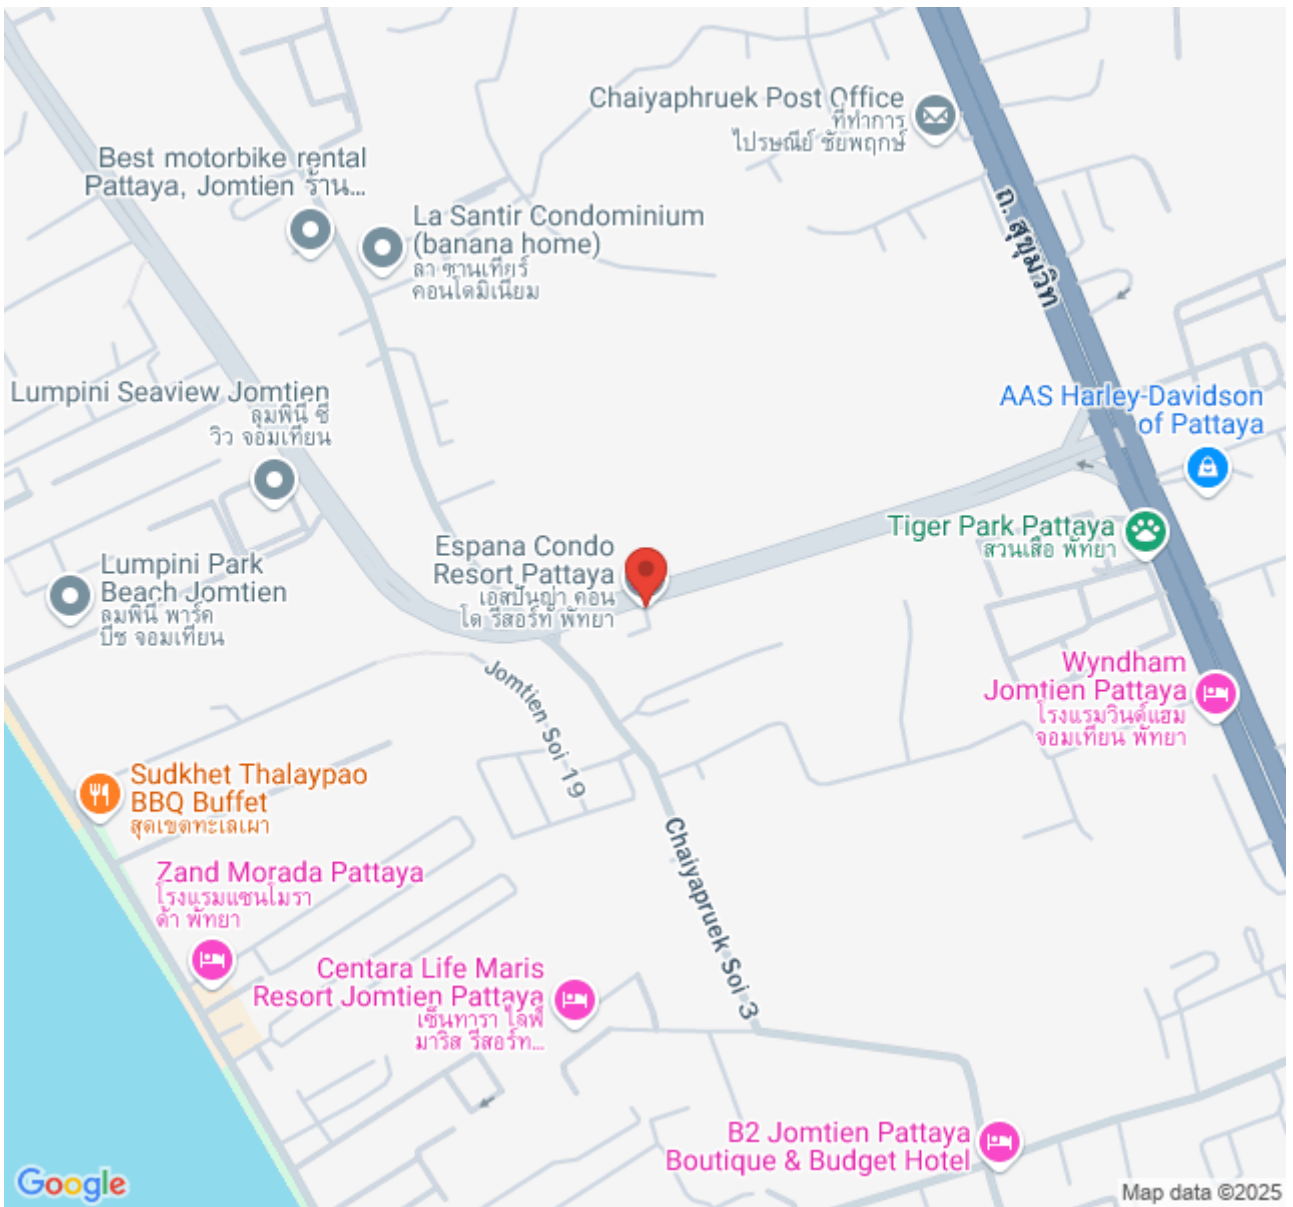 Chaiyaphruek Post Office
ที่ทำการ
ไปรษณีย์ ชัยพฤกษ์
Best motorbike rental
Pattaya, Jomtien ร้าน...
La Santir Condominium
(banana home)
ลา ซานเทียร์
คอนโดมิเนียม
ถ. สุขุมวิท
Lumpini Seaview Jomtien
ลุมพินี ซี
วิว จอมเทียน
AAS Harley-Davidson
of Pattaya
Tiger Park Pattaya
สวนเสือ พัทยา
Espana Condo
Resort Pattaya
เอสปันญ่า คอน
โด รีสอร์ท พัทยา
Lumpini Park
Beach Jomtien
ลุมพินี พาร์ค
บีช จอมเทียน
Wyndham
Jomtien Pattaya
โรงแรมวินด์แฮม
จอมเทียน พัทยา
Jomtien Soi 19
Sudkhet Thalaypao
BBQ Buffet
สุดเขตทะเลเผา
Chaiyapruek Soi 3
Zand Morada Pattaya
โรงแรมแซนโมรา
ด้า พัทยา
Centara Life Maris
Resort Jomtien Pattaya
เซ็นทารา ไลฟ์
มาริส รีสอร์ท...
B2 Jomtien Pattaya
Boutique & Budget Hotel
Google
Map data ©2025